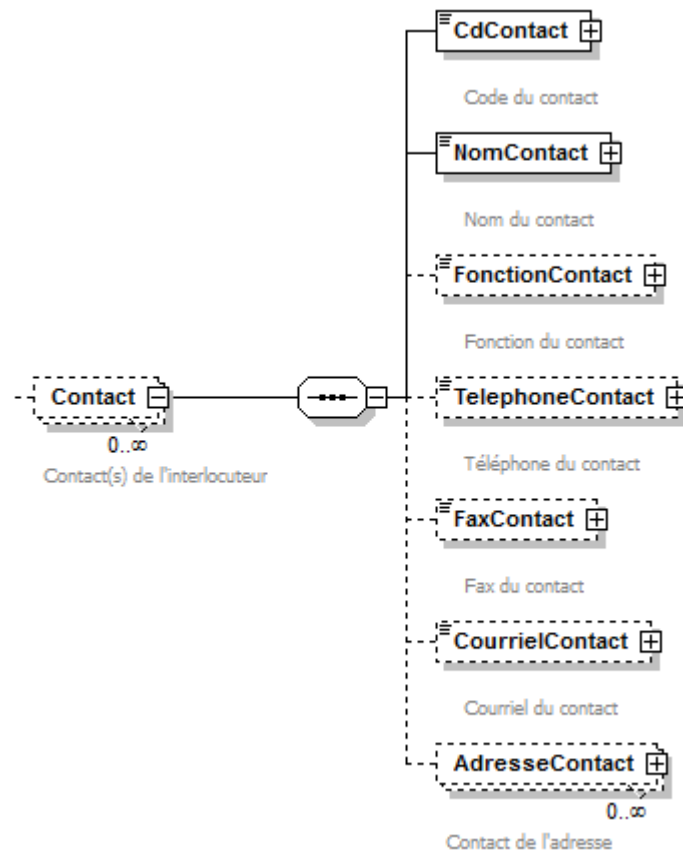 CdContact
Code du contact
NomContact
Nom du contact
FonctionContact
Fonction du contact
Contact
0..∞
Contact(s) de l'interlocuteur
TelephoneContact
Téléphone du contact
FaxContact
Fax du contact
CourrielContact
Courriel du contact
AdresseContact
0..∞
Contact de l'adresse